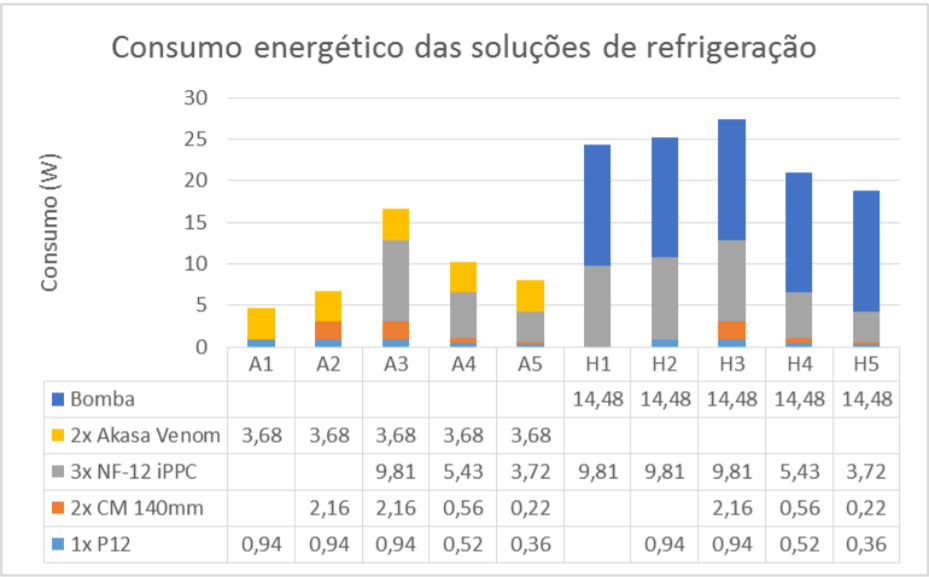 Consumo energético das soluções de refrigeração
Consumo (W)
30
25
20
15
10
5
0
A1 A2 A3 A4 A5 H1 H2 H3 H4 H5
Bomba 14,48 14,48 14,48 14,48 14,48
2x Akasa Venom 3,68 3,68 3,68 3,68 3,68
3x NF-12 iPPC 9,81 5,43 3,72 9,81 9,81 9,81 5,43 3,72
2x CM 140mm 2,16 2,16 0,56 0,22 2,16 0,56 0,22
1x P12 0,94 0,94 0,94 0,52 0,36 0,94 0,94 0,52 0,36